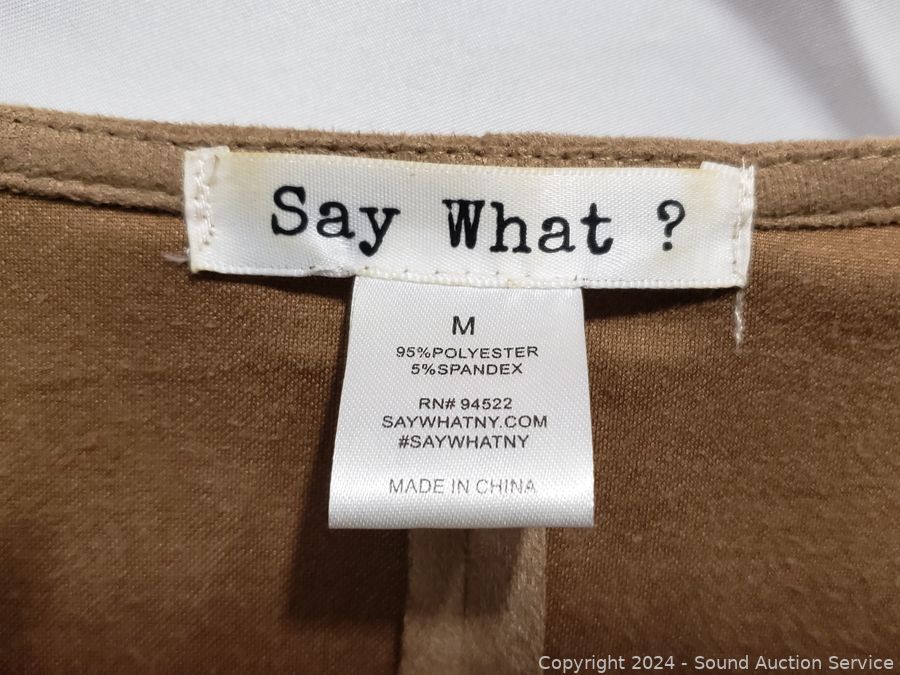 Say What ?
M
95%POLYESTER
5%SPANDEX
RN# 94522
SAYWHATNY.COM
#SAYWHATNY
MADE IN CHINA
Copyright 2024 - Sound Auction Service